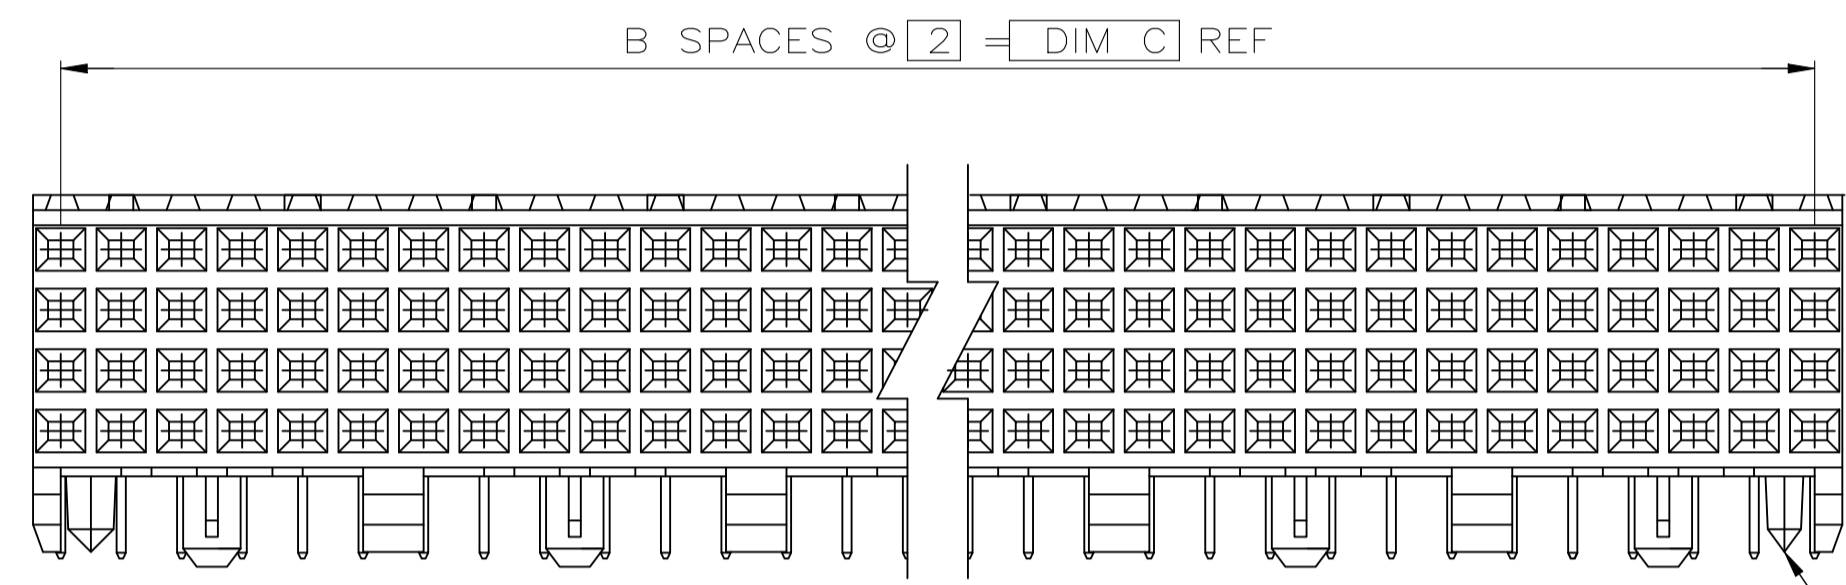 B SPACES @ 2 = DIM C REF